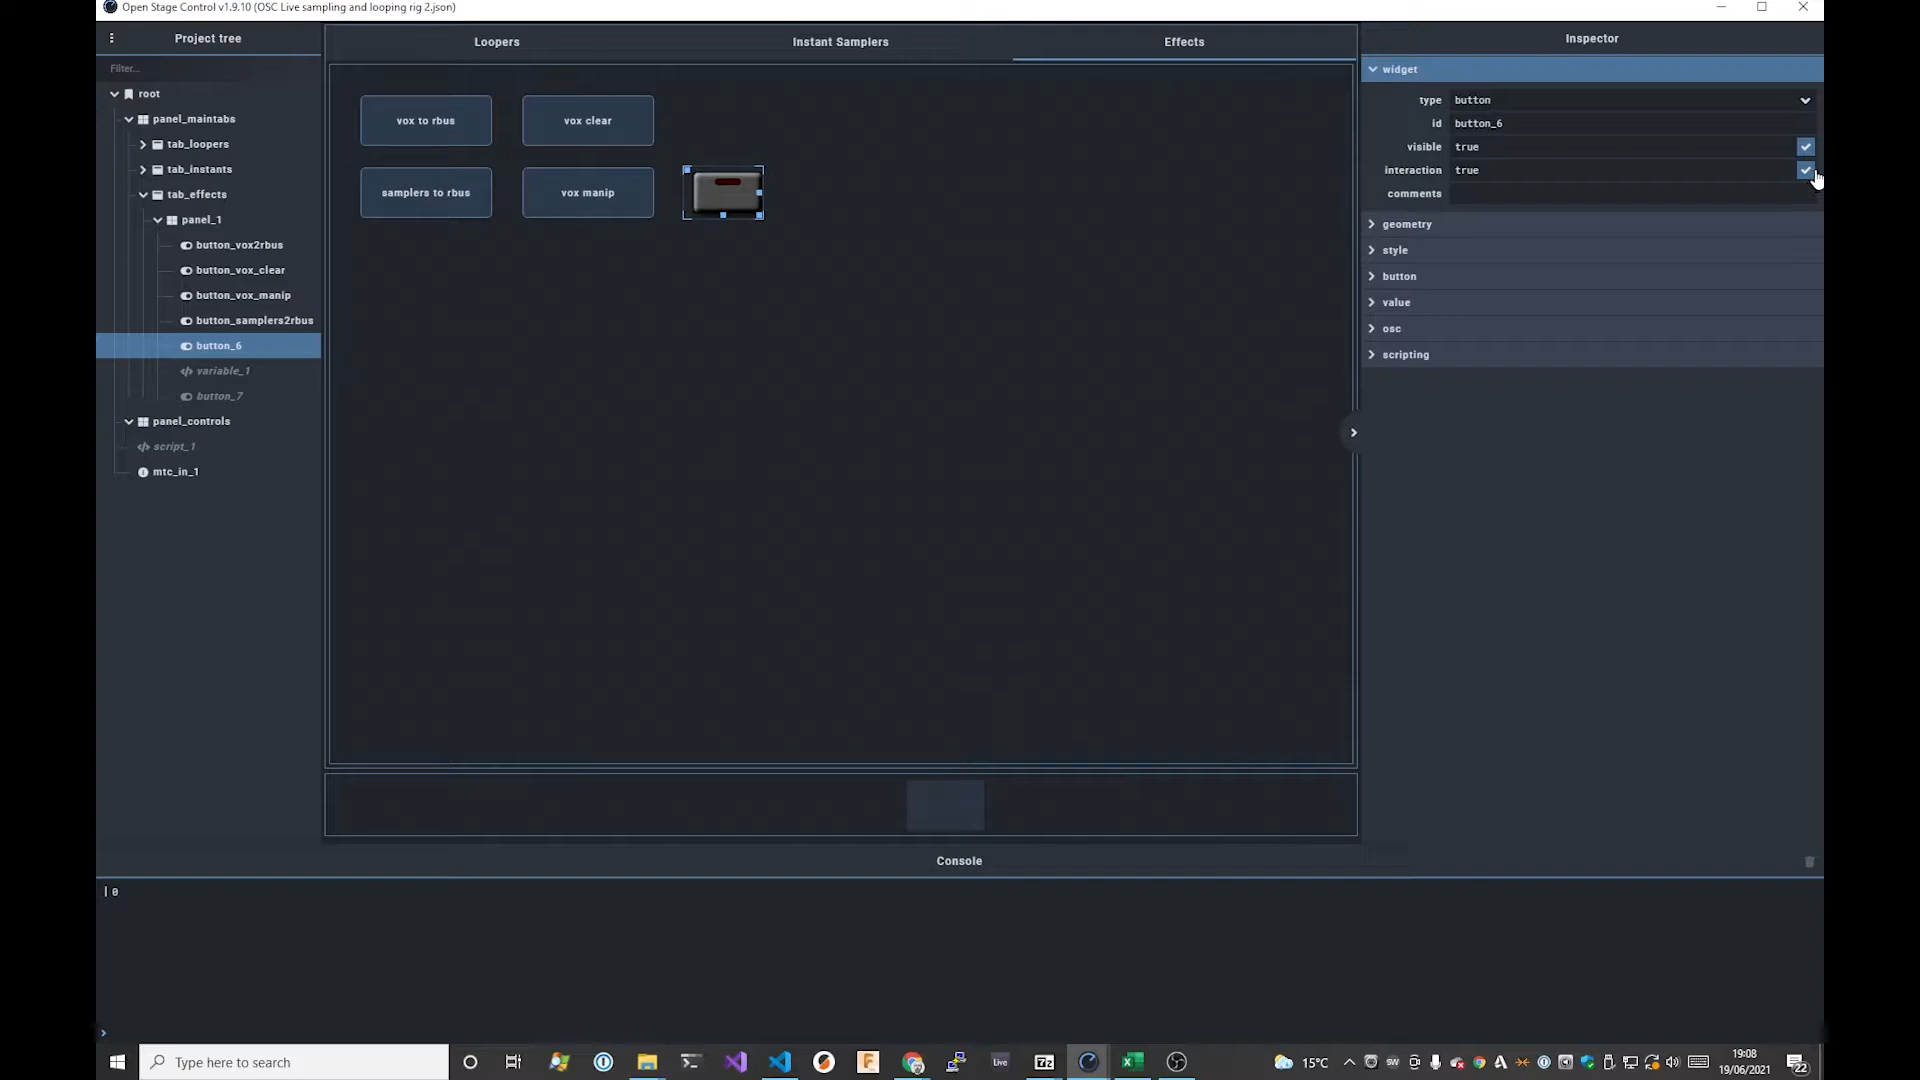 Open Stage Control v1.9.10 (OSC Live sampling and looping rig 2.json)
Project tree
Filter...
root
panel_maintabs
tab_loopers
tab_instants
tab_effects
panel_1
button_vox2rbus
button_vox_clear
button_vox_manip
button_samplers2rbus
button_6
variable_1
button_7
panel_controls
script_1
mtc_in_1
Loopers
Instant Samplers
Effects
vox to rbus
vox clear
samplers to rbus
vox manip
Inspector
widget
type button
id button_6
visible true
interaction true
comments
geometry
style
button
value
osc
scripting
Console
0
Type here to search
Live
15°C
19:08
19/06/2021
22